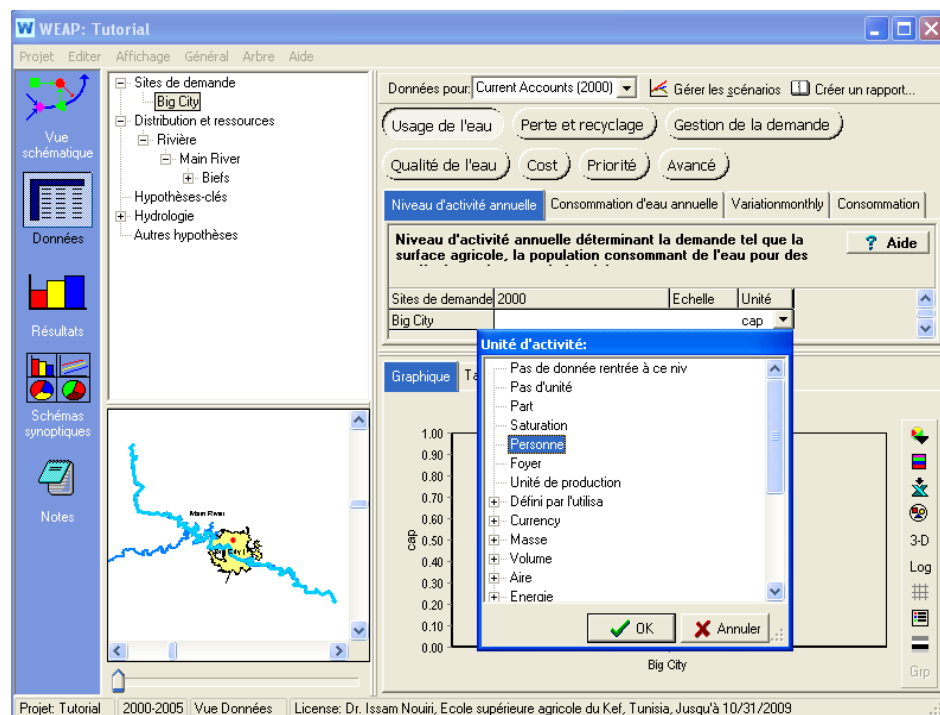 WEAP: Tutorial
Projet Editer Affichage Général Arbre Aide
Vue schématique
Données
Résultats
Schémas synoptiques
Notes
Sites de demande
Big City
Distribution et ressources
Rivière
Main River
Biefs
Hypothèses-clés
Hydrologie
Autres hypothèses
Main River
Big City
Données pour: Current Accounts (2000) Gérer les scénarios Créer un rapport...
Usage de l'eau Perte et recyclage Gestion de la demande
Qualité de l'eau Cost Priorité Avancé
Niveau d'activité annuelle Consommation d'eau annuelle Variationmonthly Consommation
Niveau d'activité annuelle déterminant la demande tel que la
surface agricole, la population consommant de l'eau pour des
? Aide
Sites de demande 2000 Echelle Unité
Big City cap
Unité d'activité:
Pas de donnée rentrée à ce niv
Pas d'unité
Part
Saturation
Personne
Foyer
Unité de production
Défini par l'utilisa
Currency
Masse
Volume
Aire
Energie
OK Annuler
Graphique Ta
cap
1.00
0.90
0.80
0.70
0.60
0.50
0.40
0.30
0.20
0.10
0.00
Big City
3-D
Log
Grp
Projet: Tutorial 2000-2005 Vue Données License: Dr. Issam Nouiri, Ecole supérieure agricole du Kef, Tunisia, Jusqu'à 10/31/2009